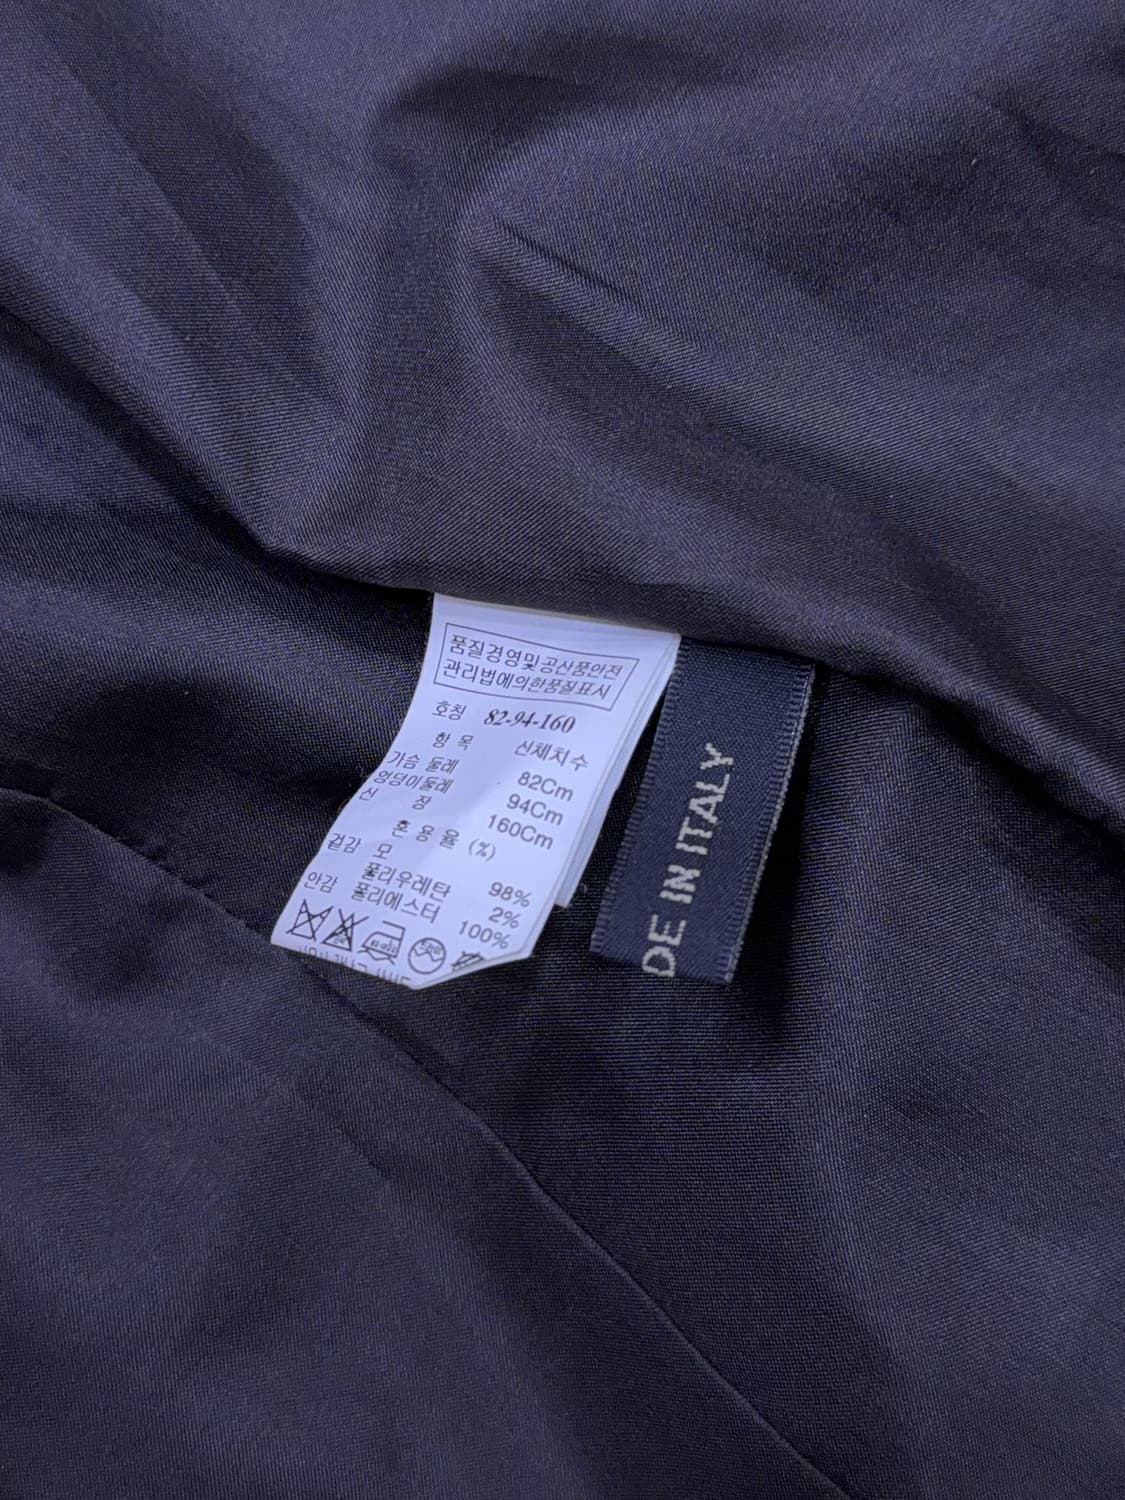 품질경영및공산품안전
관리법에의한품질표시
호칭 82-94-160
항 목 신체치수
가슴 둘레 82Cm
엉덩이둘레 94Cm
신 장 160Cm
혼 용 율 (%)
겉감 모 98%
폴리우레탄 2%
안감 폴리에스터 100%
DE IN ITALY